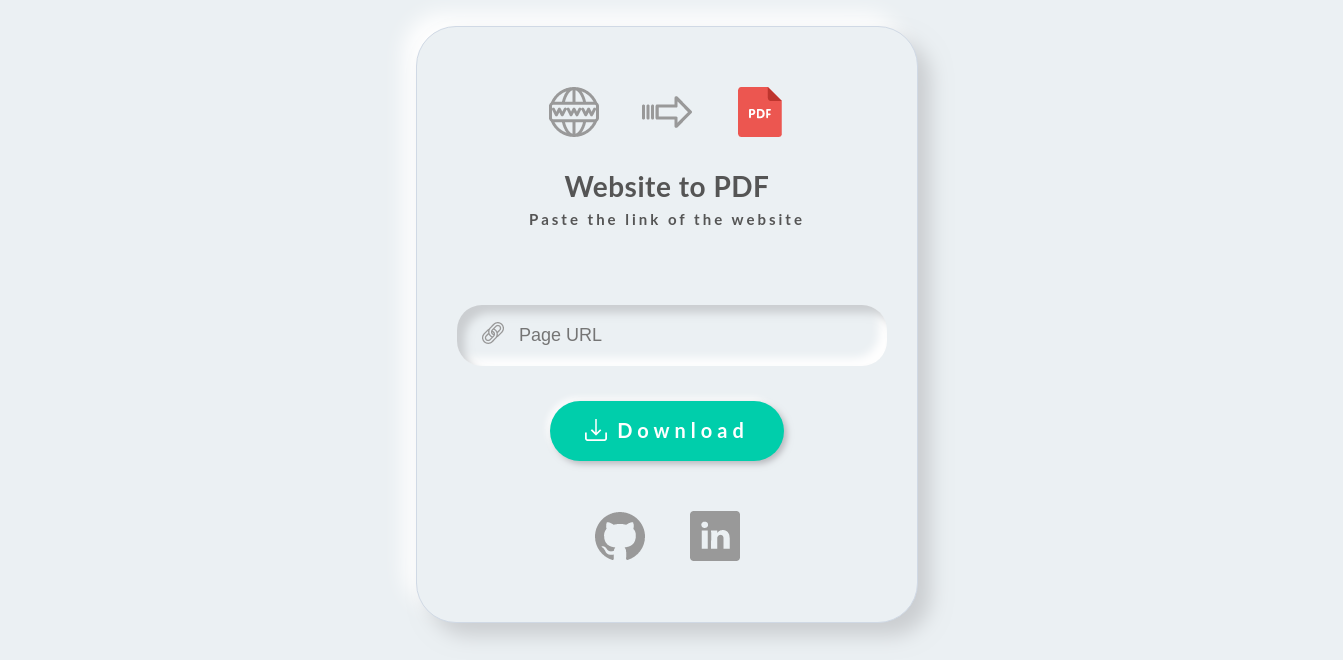 WWW
PDF
Website to PDF
Paste the link of the website
Page URL
Download
in